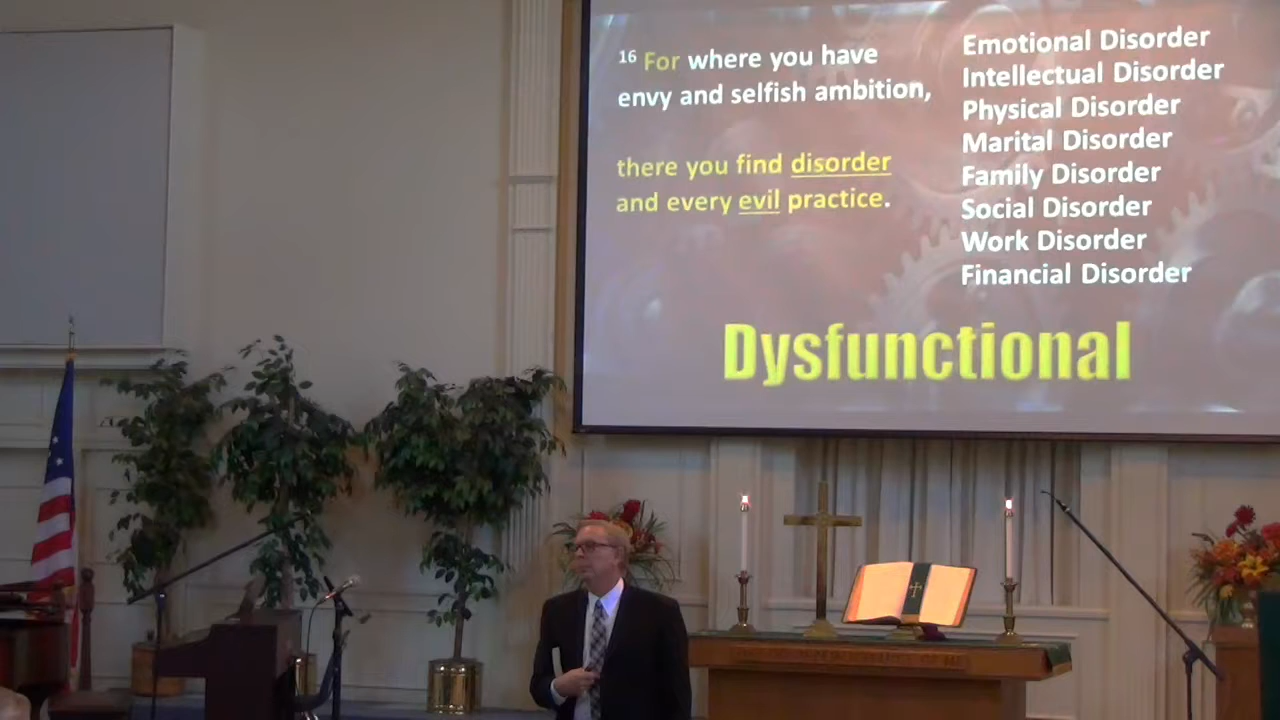 16 For where you have
envy and selfish ambition,
there you find disorder
and every evil practice.
Emotional Disorder
Intellectual Disorder
Physical Disorder
Marital Disorder
Family Disorder
Social Disorder
Work Disorder
Financial Disorder
Dysfunctional